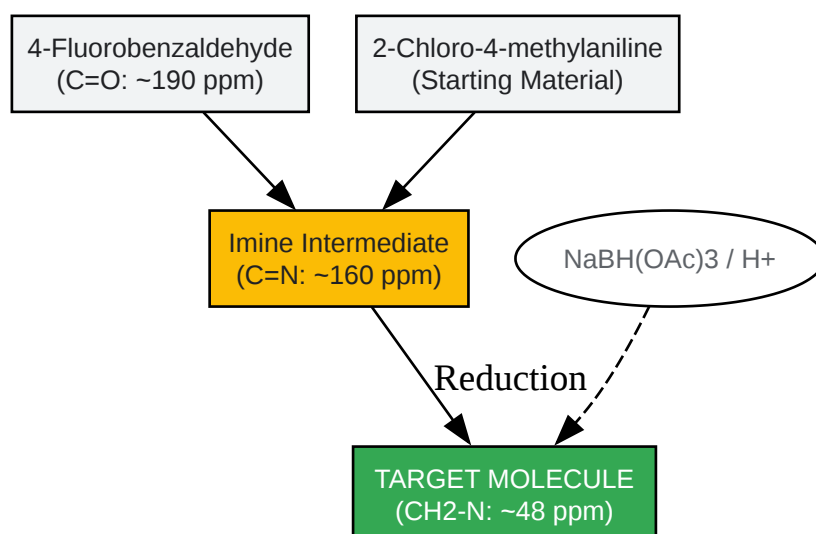 4-Fluorobenzaldehyde
(C=O: ~190 ppm)
2-Chloro-4-methylaniline
(Starting Material)
Imine Intermediate
(C=N: ~160 ppm)
NaBH(OAc)3 / H+
Reduction
TARGET MOLECULE
(CH2-N: ~48 ppm)